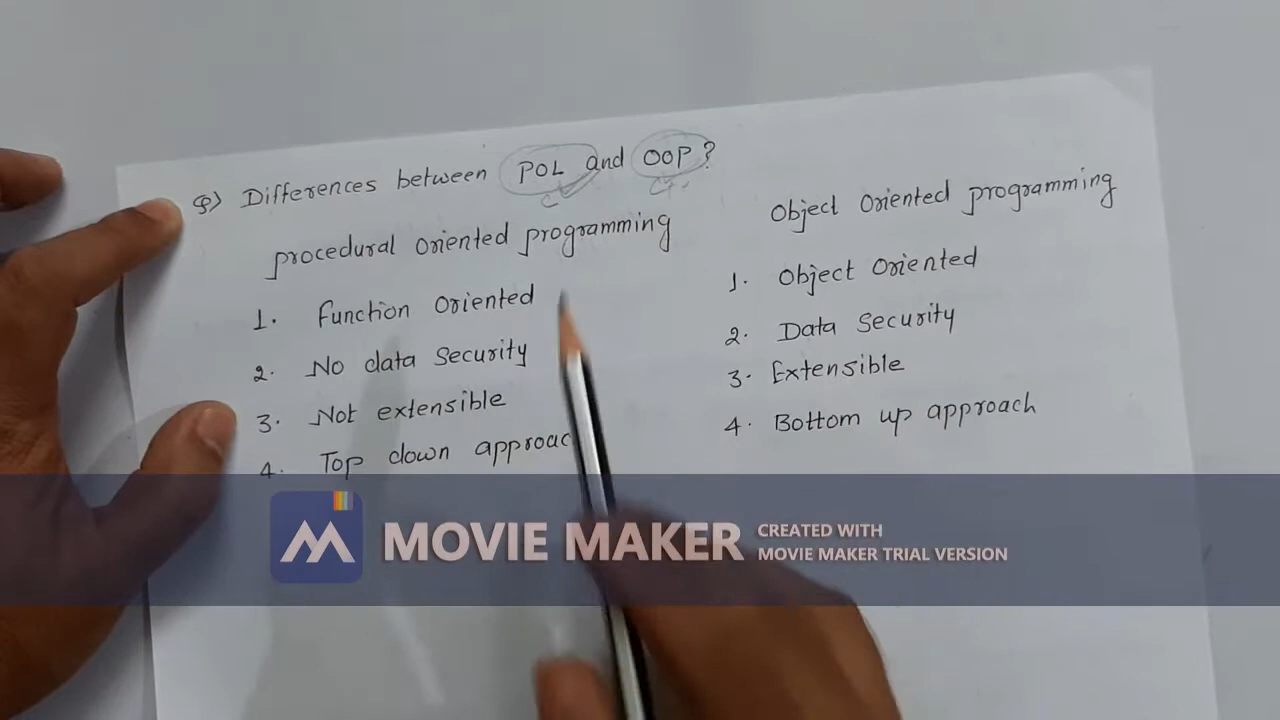 Q) Differences between POL and OOP?
procedural Oriented programming
1. Function Oriented
2. No data Security
3. Not extensible
4. Top down approac
Object Oriented programming
1. Object Oriented
2. Data Security
3. Extensible
4. Bottom up approach
MOVIE MAKER
CREATED WITH
MOVIE MAKER TRIAL VERSION